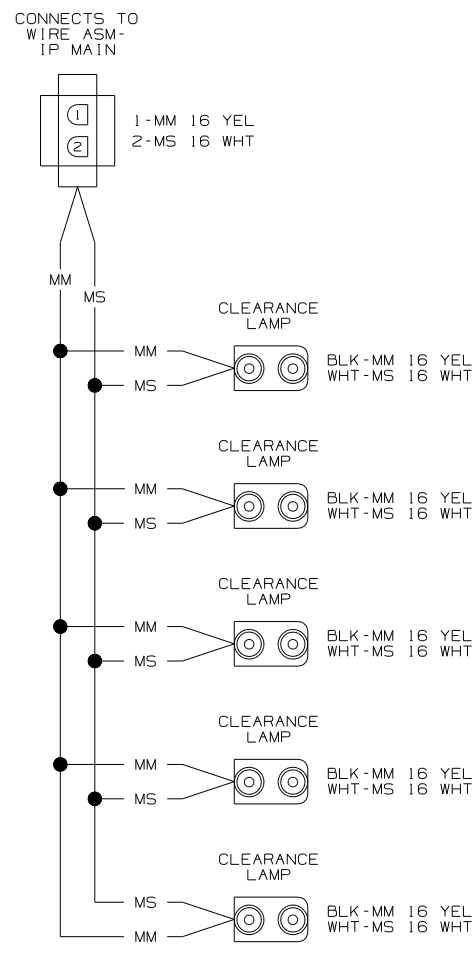 CONNECTS TO
WIRE ASM-
IP MAIN
1
2
1-MM 16 YEL
2-MS 16 WHT
MM
MS
CLEARANCE
LAMP
MM
MS
BLK-MM 16 YEL
WHT-MS 16 WHT
CLEARANCE
LAMP
MM
MS
BLK-MM 16 YEL
WHT-MS 16 WHT
CLEARANCE
LAMP
MM
MS
BLK-MM 16 YEL
WHT-MS 16 WHT
CLEARANCE
LAMP
MM
MS
BLK-MM 16 YEL
WHT-MS 16 WHT
CLEARANCE
LAMP
MS
MM
BLK-MM 16 YEL
WHT-MS 16 WHT